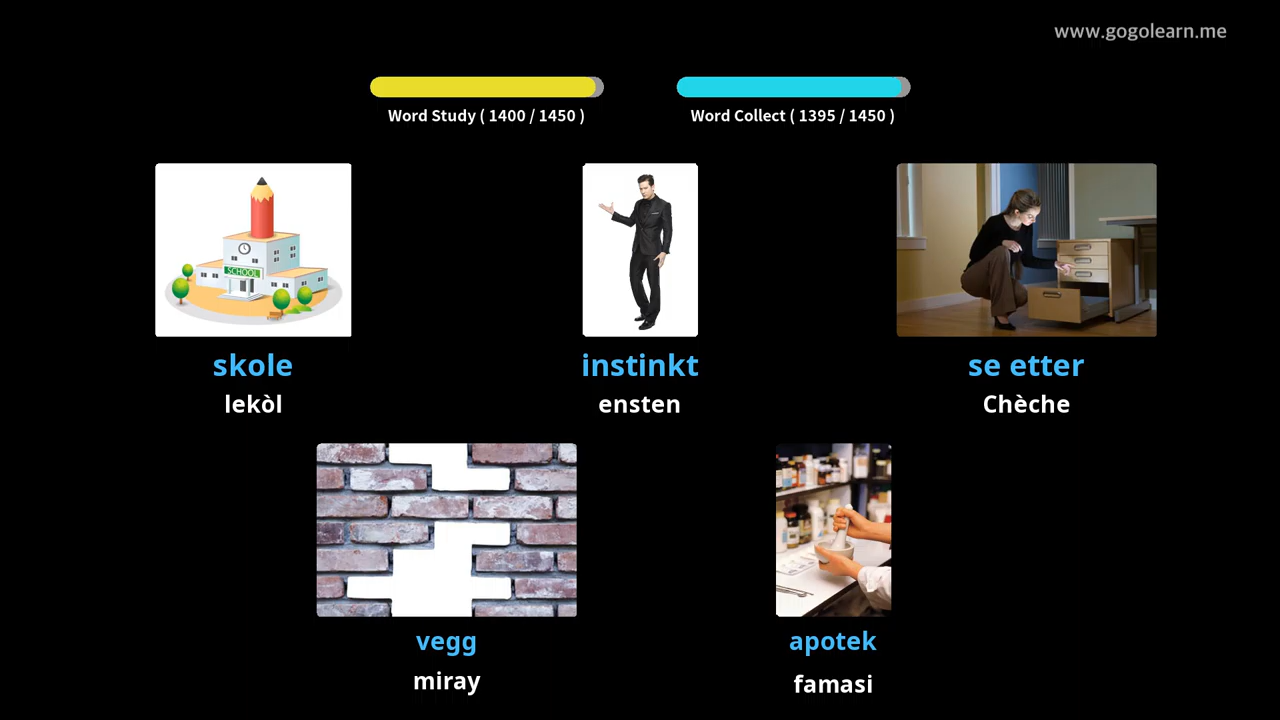 www.gogolearn.me
Word Study ( 1400 / 1450 )
Word Collect ( 1395 / 1450 )
SCHOOL
skole
instinkt
se etter
lekòl
ensten
Chèche
vegg
apotek
miray
famasi